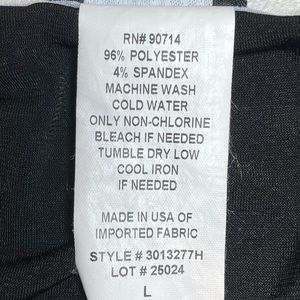 RN# 90714
96% POLYESTER
4% SPANDEX
MACHINE WASH
COLD WATER
ONLY NON-CHLORINE
BLEACH IF NEEDED
TUMBLE DRY LOW
COOL IRON
IF NEEDED
MADE IN USA OF
IMPORTED FABRIC
STYLE # 3013277H
LOT # 25024
L